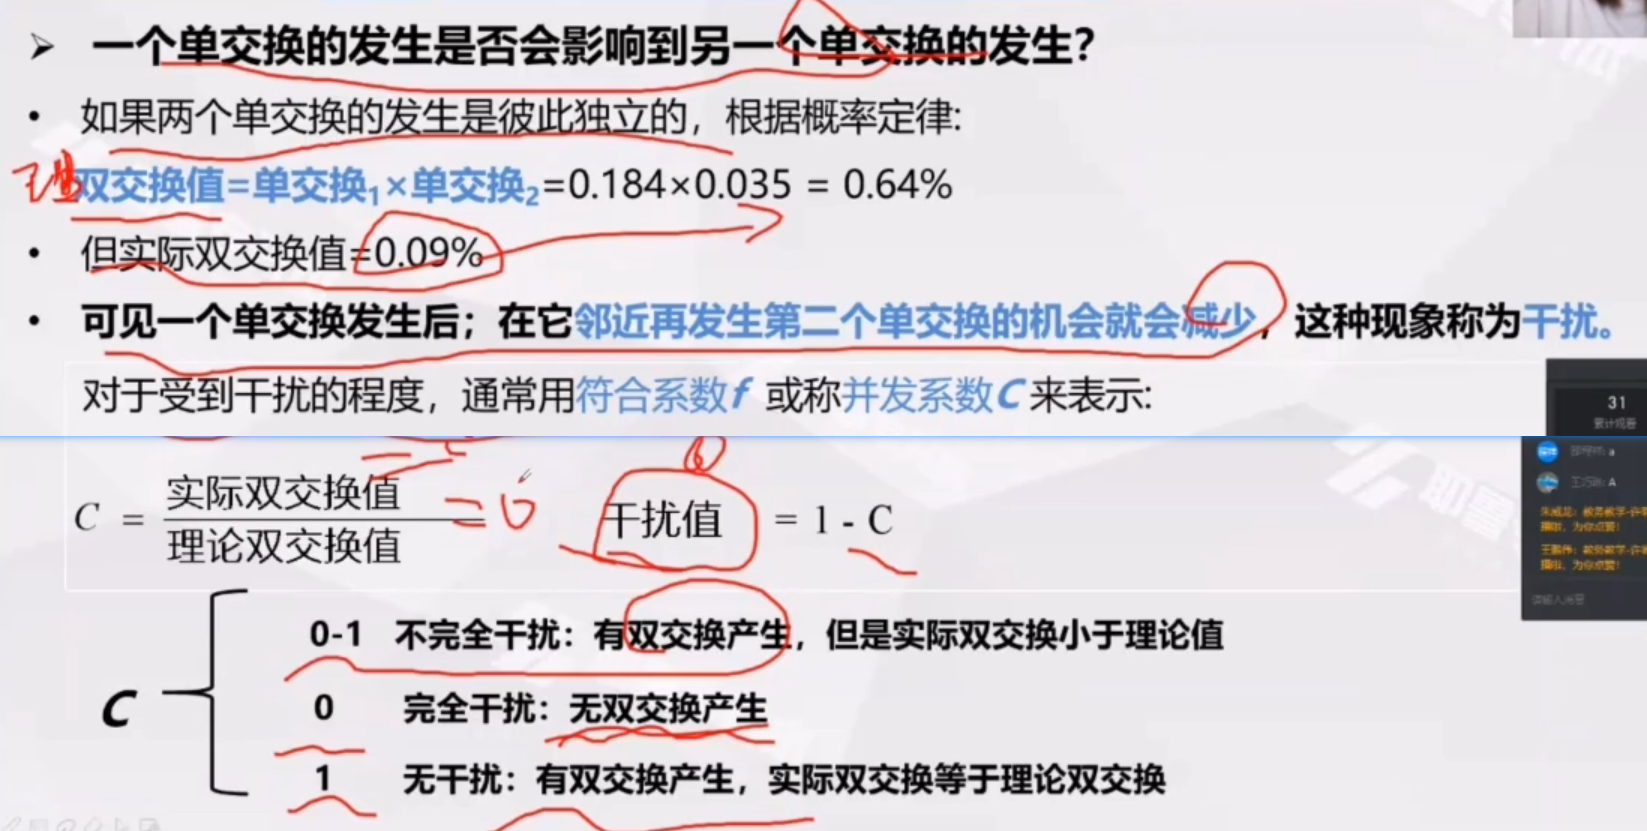 ➢ 一个单交换的发生是否会影响到另一个单交换的发生?
• 如果两个单交换的发生是彼此独立的，根据概率定律:
理
双交换值=单交换₁×单交换₂=0.184×0.035 = 0.64%
• 但实际双交换值=0.09%
• 可见一个单交换发生后；在它邻近再发生第二个单交换的机会就会减少，这种现象称为干扰。
对于受到干扰的程度，通常用符合系数f 或称并发系数C 来表示:
31
累计观看
C = 实际双交换值
理论双交换值
= 0
干扰值 = 1 - C
a
A
请输入消息
C
0-1 不完全干扰：有双交换产生，但是实际双交换小于理论值
0 完全干扰：无双交换产生
1 无干扰：有双交换产生，实际双交换等于理论双交换